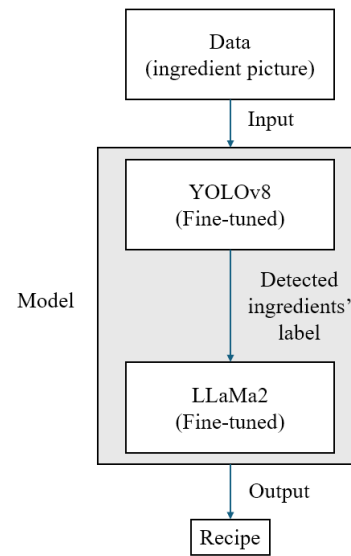 Data
(ingredient picture)
Input
YOLOv8
(Fine-tuned)
Model
Detected
ingredients'
label
LLaMa2
(Fine-tuned)
Output
Recipe